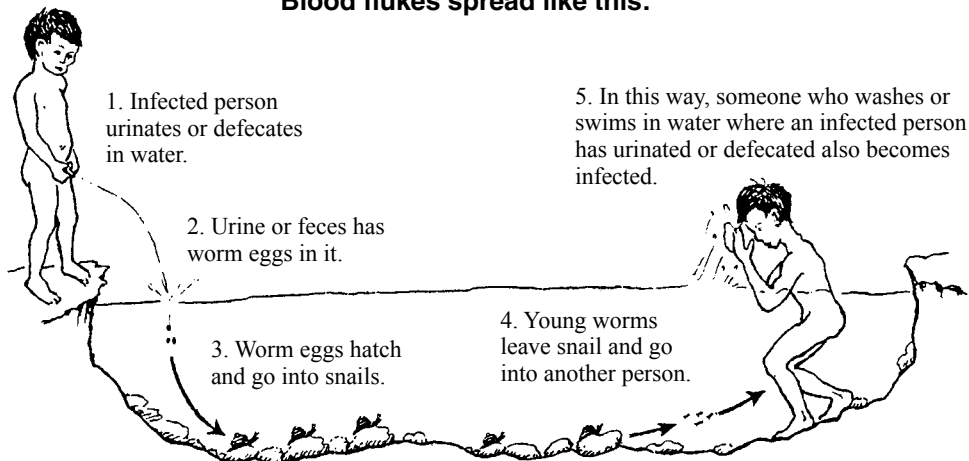 Blood flukes spread like this:
1. Infected person
urinates or defecates
in water.
2. Urine or feces has
worm eggs in it.
3. Worm eggs hatch
and go into snails.
4. Young worms
leave snail and go
into another person.
5. In this way, someone who washes or
swims in water where an infected person
has urinated or defecated also becomes
infected.